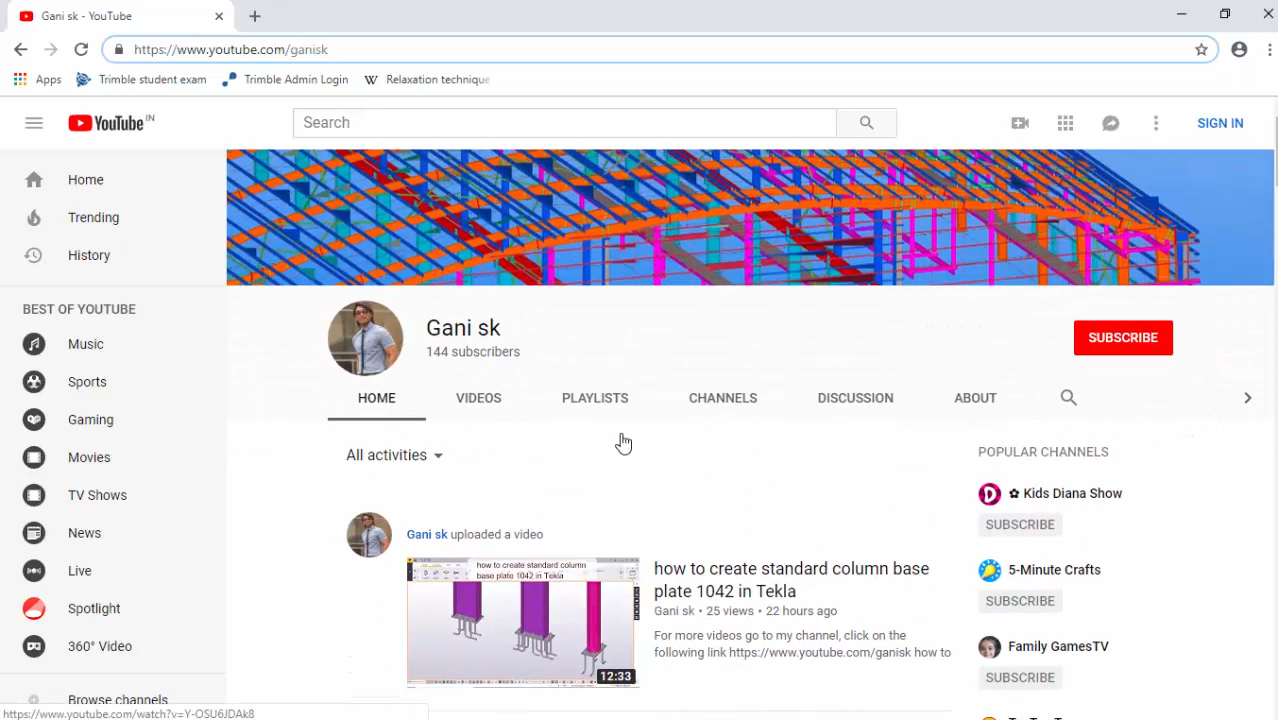 Gani sk - YouTube
https://www.youtube.com/ganisk
Apps Trimble student exam Trimble Admin Login Relaxation technique
YouTube IN
Search
SIGN IN
Home
Trending
History
BEST OF YOUTUBE
Music
Sports
Gaming
Movies
TV Shows
News
Live
Spotlight
360° Video
Browse channels
Gani sk
144 subscribers
SUBSCRIBE
HOME VIDEOS PLAYLISTS CHANNELS DISCUSSION ABOUT
All activities
Gani sk uploaded a video
how to create standard column
base plate 1042 in Tekla
12:33
how to create standard column base
plate 1042 in Tekla
Gani sk • 25 views • 22 hours ago
For more videos go to my channel, click on the
following link https://www.youtube.com/ganisk how to
POPULAR CHANNELS
✿ Kids Diana Show
SUBSCRIBE
5-Minute Crafts
SUBSCRIBE
Family GamesTV
SUBSCRIBE
https://www.youtube.com/watch?v=Y-OSU6JDAk8